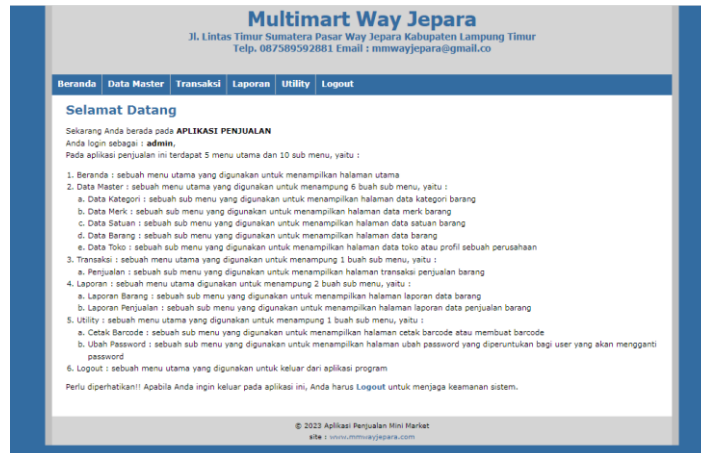 Multimart Way Jepara
Jl. Lintas Timur Sumatera Pasar Way Jepara Kabupaten Lampung Timur
Telp. 087589592881 Email : mmwayjepara@gmail.co
Beranda Data Master Transaksi Laporan Utility Logout
Selamat Datang
Sekarang Anda berada pada APLIKASI PENJUALAN
Anda login sebagai : admin,
Pada aplikasi penjualan ini terdapat 5 menu utama dan 10 sub menu, yaitu :
1. Beranda : sebuah menu utama yang digunakan untuk menampilkan halaman utama
2. Data Master : sebuah menu utama yang digunakan untuk menampung 6 buah sub menu, yaitu :
a. Data Kategori : sebuah sub menu yang digunakan untuk menampilkan halaman data kategori barang
b. Data Merk : sebuah sub menu yang digunakan untuk menampilkan halaman data merk barang
c. Data Satuan : sebuah sub menu yang digunakan untuk menampilkan halaman data satuan barang
d. Data Barang : sebuah sub menu yang digunakan untuk menampilkan halaman data barang
e. Data Toko : sebuah sub menu yang digunakan untuk menampilkan halaman data toko atau profil sebuah perusahaan
3. Transaksi : sebuah menu utama yang digunakan untuk menampung 1 buah sub menu, yaitu :
a. Penjualan : sebuah sub menu yang digunakan untuk menampilkan halaman transaksi penjualan barang
4. Laporan : sebuah menu utama digunakan untuk menampung 2 buah sub menu, yaitu :
a. Laporan Barang : sebuah sub menu yang digunakan untuk menampilkan halaman laporan data barang
b. Laporan Penjualan : sebuah sub menu yang digunakan untuk menampilkan halaman laporan data penjualan barang
5. Utility : sebuah menu utama yang digunakan untuk menampung 1 buah sub menu, yaitu :
a. Cetak Barcode : sebuah sub menu yang digunakan untuk menampilkan halaman cetak barcode atau membuat barcode
b. Ubah Password : sebuah sub menu yang digunakan untuk menampilkan halaman ubah password yang diperuntukan bagi user yang akan mengganti
password
6. Logout : sebuah menu utama yang digunakan untuk keluar dari aplikasi program
Perlu diperhatikan!! Apabila Anda ingin keluar pada aplikasi ini, Anda harus Logout untuk menjaga keamanan sistem.
© 2023 Aplikasi Penjualan Mini Market
site : www.mmwayjepara.com